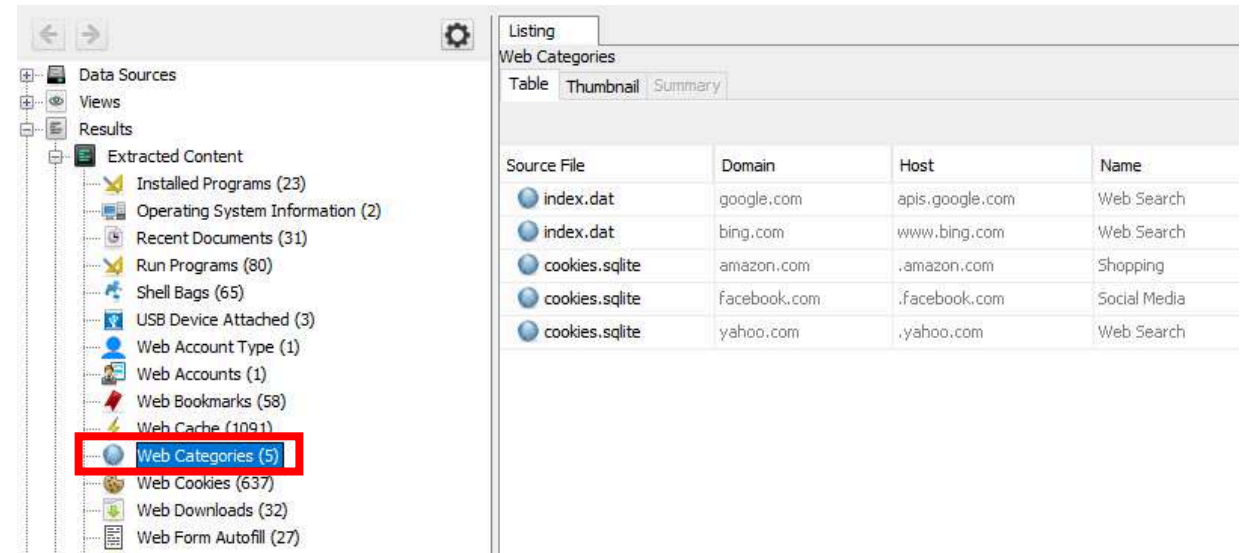 Data Sources
Views
Results
Extracted Content
Installed Programs (23)
Operating System Information (2)
Recent Documents (31)
Run Programs (80)
Shell Bags (65)
USB Device Attached (3)
Web Account Type (1)
Web Accounts (1)
Web Bookmarks (58)
Web Cache (1091)
Web Categories (5)
Web Cookies (637)
Web Downloads (32)
Web Form Autofill (27)
Listing
Web Categories
Table Thumbnail Summary
Source File Domain Host Name
index.dat google.com apis.google.com Web Search
index.dat bing.com www.bing.com Web Search
cookies.sqlite amazon.com .amazon.com Shopping
cookies.sqlite facebook.com .facebook.com Social Media
cookies.sqlite yahoo.com .yahoo.com Web Search